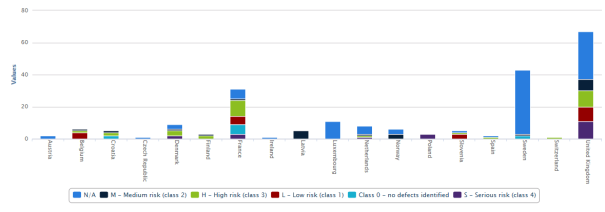 80
60
40
20
0
Values
Austria
Belgium
Croatia
Czech Republic
Denmark
Finland
France
Ireland
Latvia
Luxembourg
Netherlands
Norway
Poland
Slovenia
Spain
Sweden
Switzerland
United Kingdom
N/A M – Medium risk (class 2) H – High risk (class 3) L – Low risk (class 1) Class 0 – no defects identified S – Serious risk (class 4)